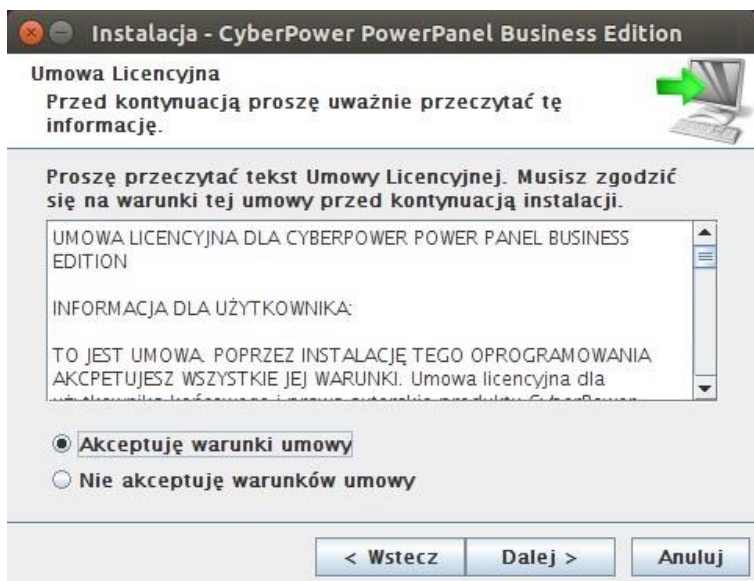 Instalacja - CyberPower PowerPanel Business Edition
Umowa Licencyjna
Przed kontynuacją proszę uważnie przeczytać tę
informację.
Proszę przeczytać tekst Umowy Licencyjnej. Musisz zgodzić
się na warunki tej umowy przed kontynuacją instalacji.
UMOWA LICENCYJNA DLA CYBERPOWER POWER PANEL BUSINESS
EDITION
INFORMACJA DLA UŻYTKOWNIKA:
TO JEST UMOWA. POPRZEZ INSTALACJĘ TEGO OPROGRAMOWANIA
AKCPETUJESZ WSZYSTKIE JEJ WARUNKI. Umowa licencyjna dla
Akceptuję warunki umowy
Nie akceptuję warunków umowy
< Wstecz
Dalej >
Anuluj